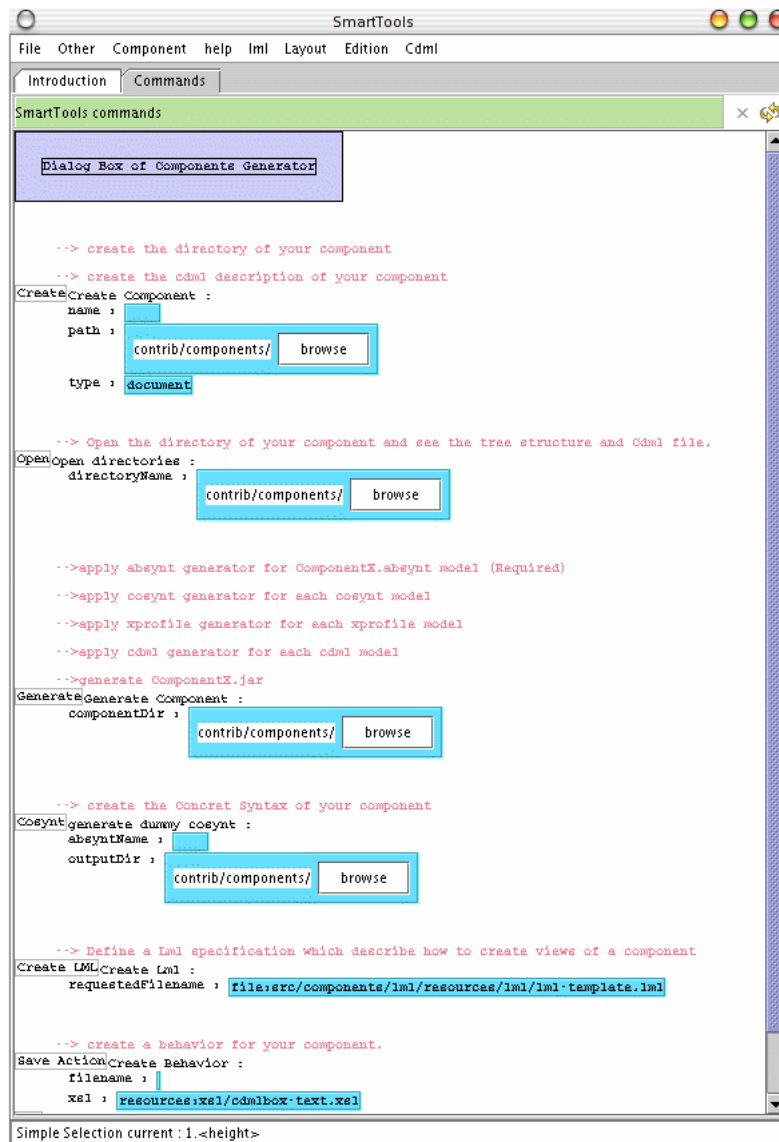 SmartTools
File Other Component help lml Layout Edition Cdml
Introduction Commands
SmartTools commands
Dialog Box of Components Generator
--> create the directory of your component
--> create the cdml description of your component
Create Create Component :
name :
path :
contrib/components/ browse
type : document
--> Open the directory of your component and see the tree structure and Cdml file.
Open Open directories :
directoryName :
contrib/components/ browse
-->apply absynt generator for ComponentX.absynt model (Required)
-->apply cosynt generator for each cosynt model
-->apply xprofile generator for each xprofile model
-->apply cdml generator for each cdml model
-->generate ComponentX.jar
Generate Generate Component :
componentDir :
contrib/components/ browse
--> create the Concret Syntax of your component
Cosynt generate dummy cosynt :
absyntName :
outputDir :
contrib/components/ browse
--> Define a Lml specification which describe how to create views of a component
Create LML Create Lml :
requestedFilename : file:src/components/lml/resources/lml/lml-template.lml
--> create a behavior for your component.
Save Action Create Behavior :
filename :
xsl : resources:xsl/cdmlbox-text.xsl
Simple Selection current : 1.<height>